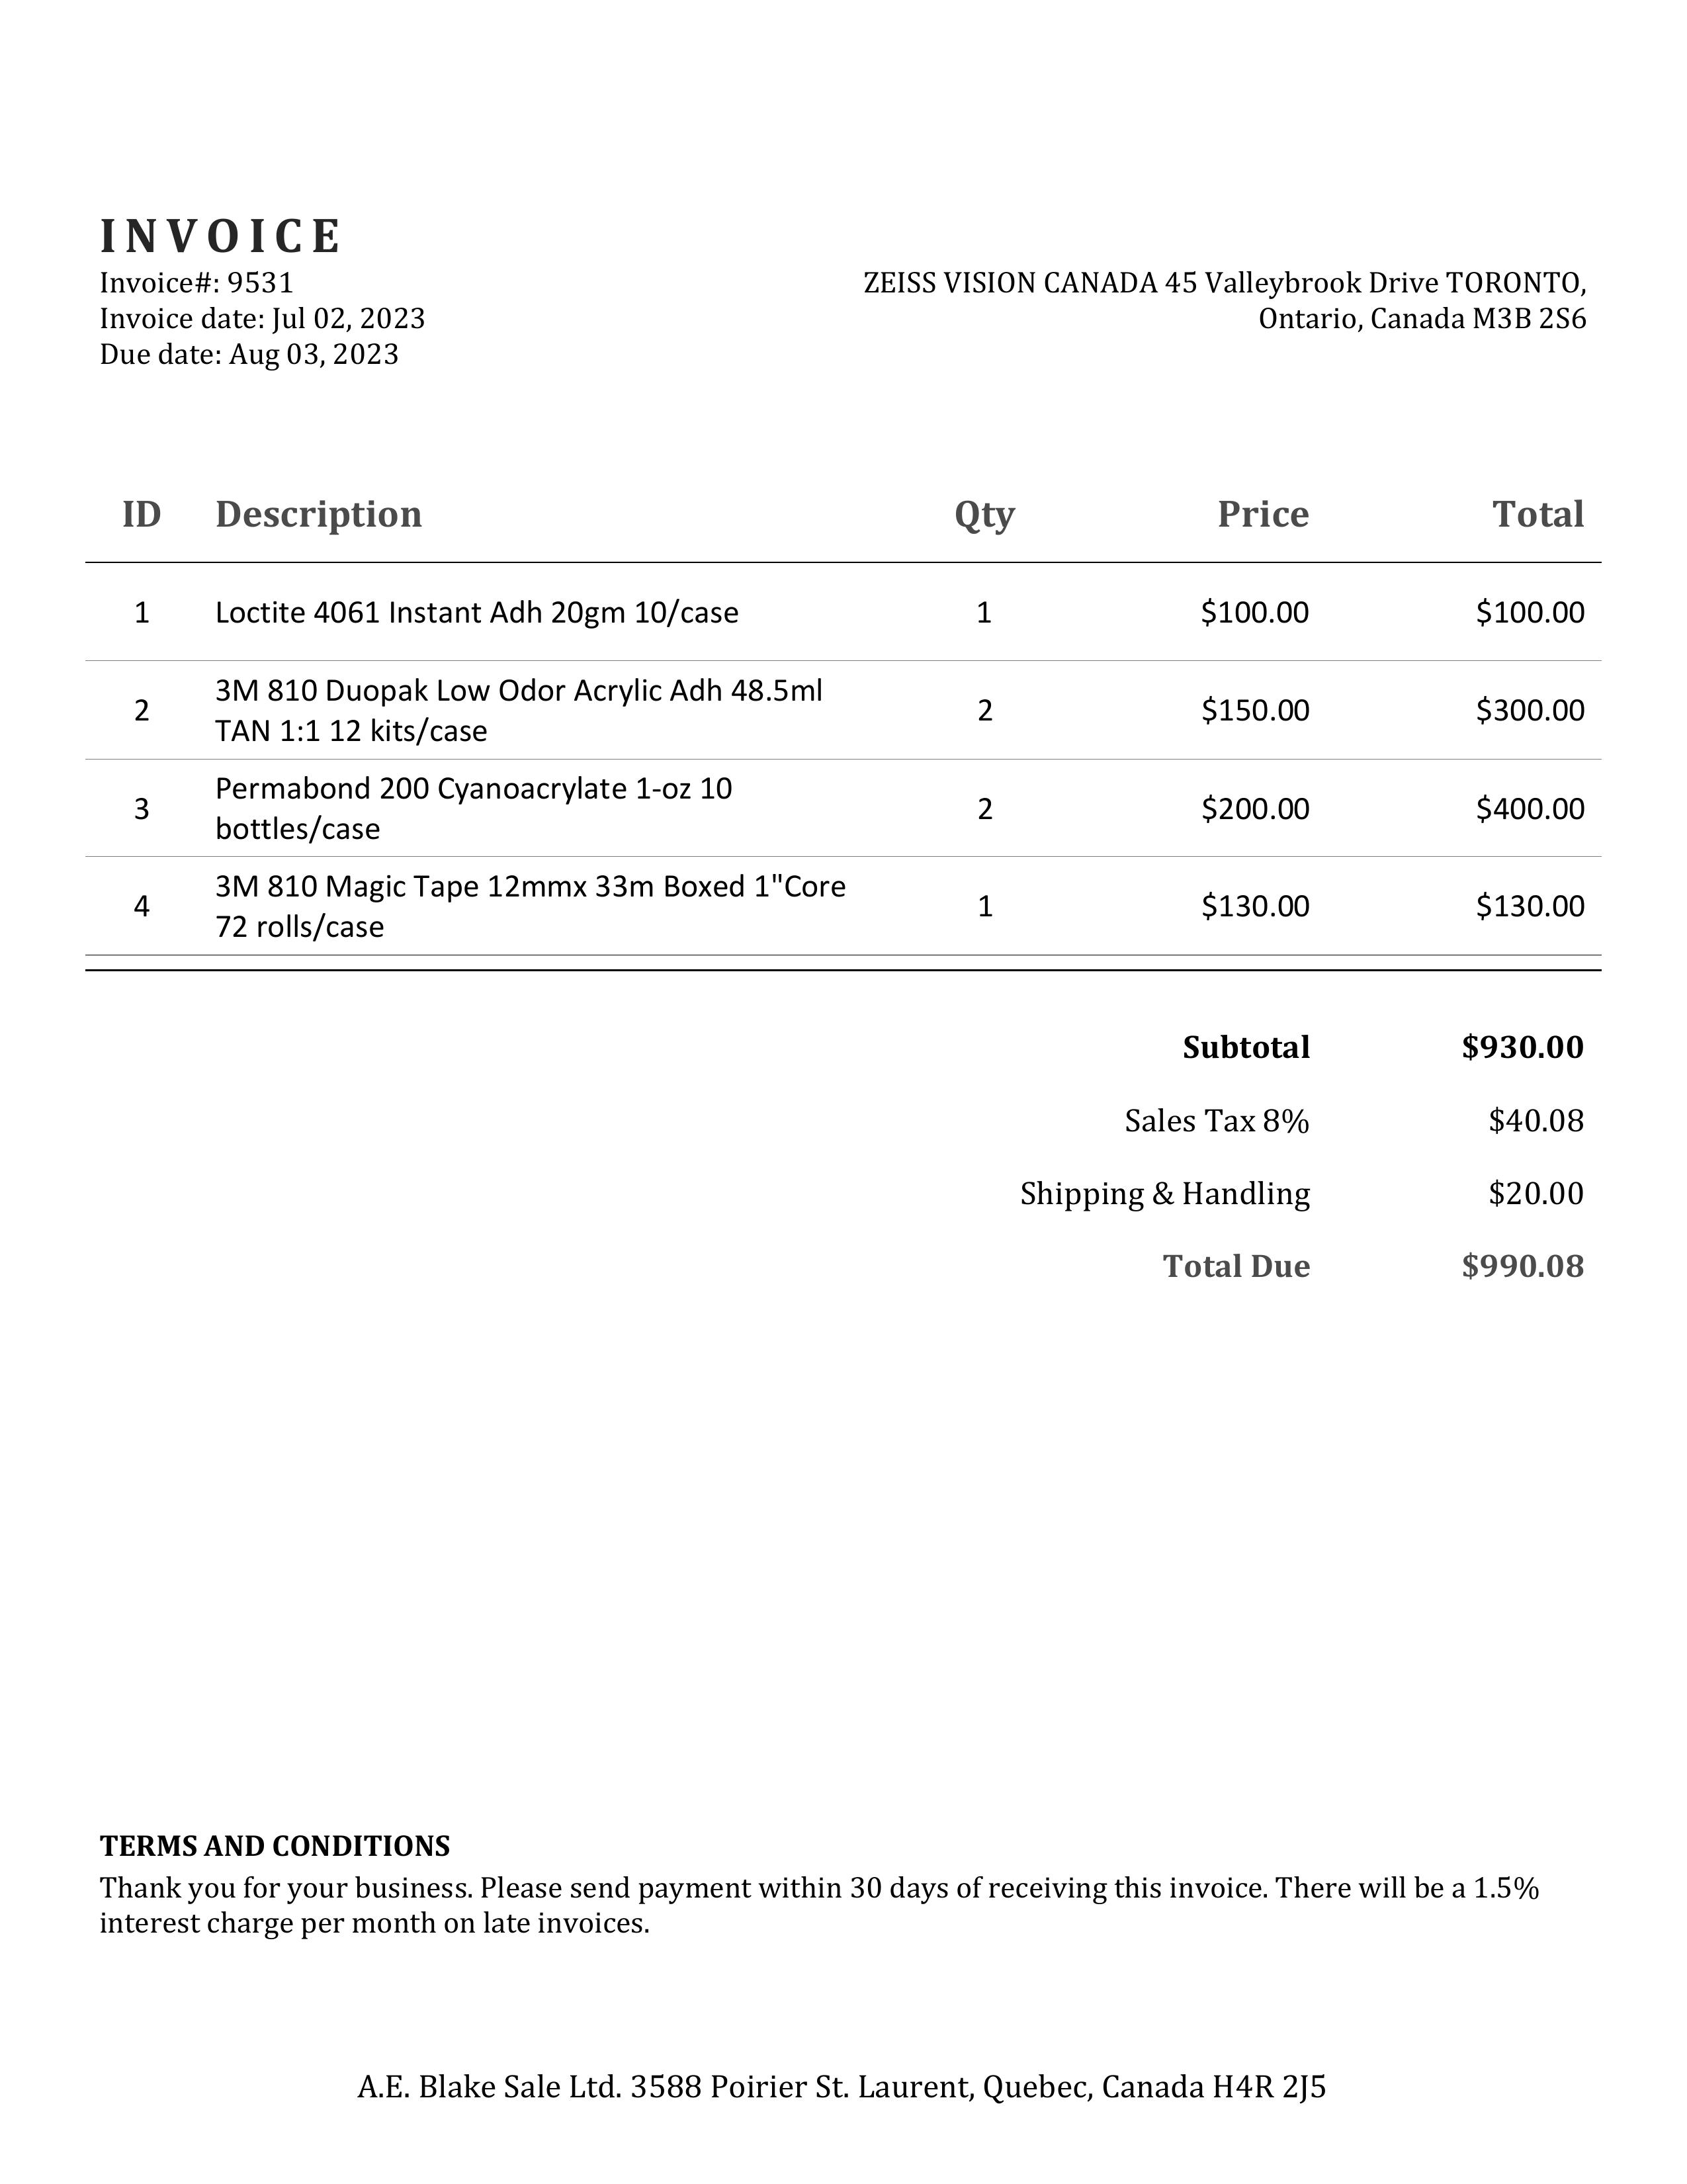 INVOICE
Invoice#: 9531
Invoice date: Jul 02, 2023
Due date: Aug 03, 2023
ZEISS VISION CANADA 45 Valleybrook Drive TORONTO,
Ontario, Canada M3B 2S6
ID Description Qty Price Total
1 Loctite 4061 Instant Adh 20gm 10/case 1 $100.00 $100.00
2 3M 810 Duopak Low Odor Acrylic Adh 48.5ml
TAN 1:1 12 kits/case 2 $150.00 $300.00
3 Permabond 200 Cyanoacrylate 1-oz 10
bottles/case 2 $200.00 $400.00
4 3M 810 Magic Tape 12mmx 33m Boxed 1"Core
72 rolls/case 1 $130.00 $130.00
Subtotal $930.00
Sales Tax 8% $40.08
Shipping & Handling $20.00
Total Due $990.08
TERMS AND CONDITIONS
Thank you for your business. Please send payment within 30 days of receiving this invoice. There will be a 1.5%
interest charge per month on late invoices.
A.E. Blake Sale Ltd. 3588 Poirier St. Laurent, Quebec, Canada H4R 2J5